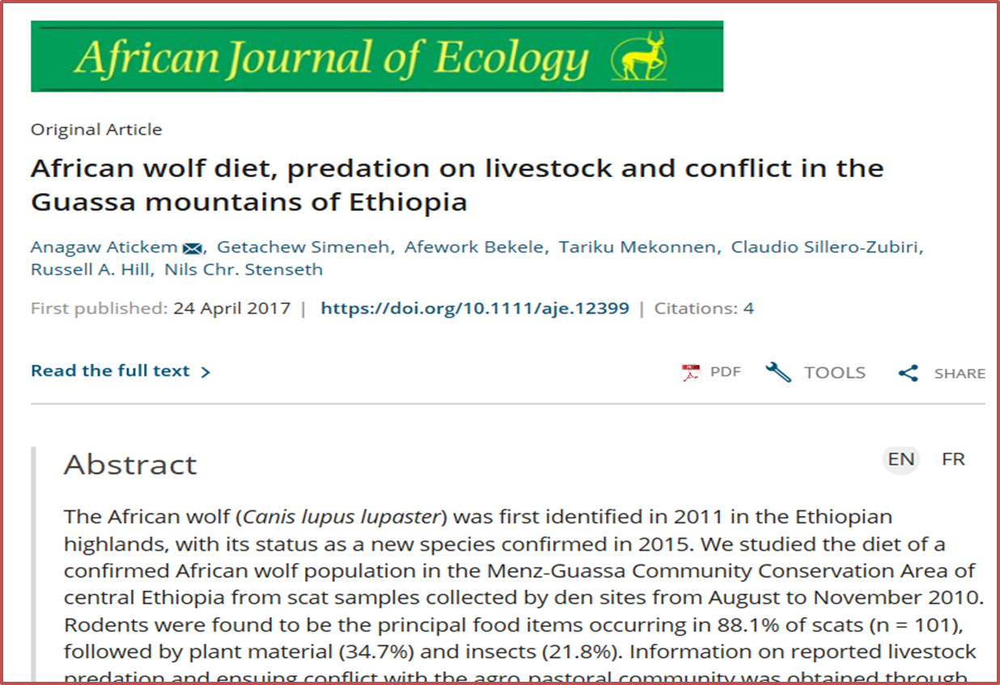 African Journal of Ecology
Original Article
African wolf diet, predation on livestock and conflict in the
Guassa mountains of Ethiopia
Anagaw Atickem, Getachew Simeneh, Afework Bekele, Tariku Mekonnen, Claudio Sillero-Zubiri,
Russell A. Hill, Nils Chr. Stenseth
First published: 24 April 2017 | https://doi.org/10.1111/aje.12399 | Citations: 4
Read the full text >
PDF TOOLS SHARE
Abstract
EN FR
The African wolf (Canis lupus lupaster) was first identified in 2011 in the Ethiopian
highlands, with its status as a new species confirmed in 2015. We studied the diet of a
confirmed African wolf population in the Menz-Guassa Community Conservation Area of
central Ethiopia from scat samples collected by den sites from August to November 2010.
Rodents were found to be the principal food items occurring in 88.1% of scats (n = 101),
followed by plant material (34.7%) and insects (21.8%). Information on reported livestock
predation and ensuing conflict with the agro-pastoral community was obtained through